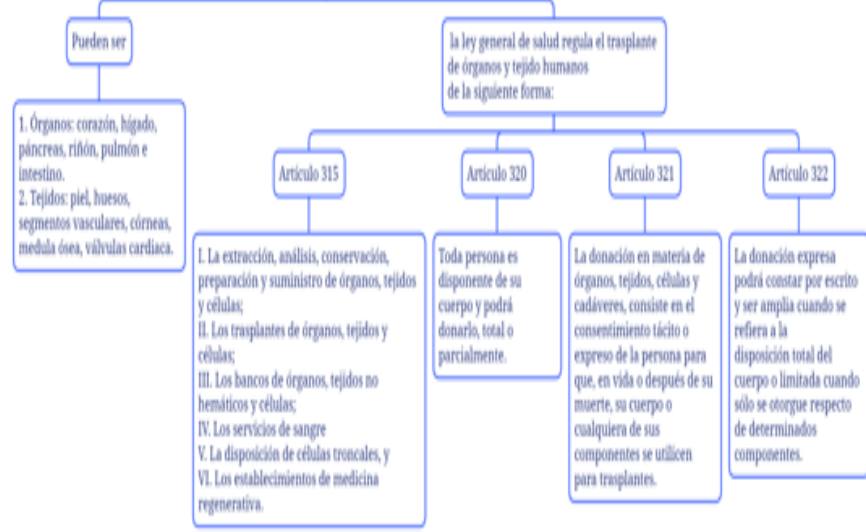 Pueden ser
1. Órganos: corazón, hígado,
páncreas, riñón, pulmón e
intestino.
2. Tejidos: piel, huesos,
segmentos vasculares, córneas,
medula ósea, válvulas cardiaca.
la ley general de salud regula el trasplante
de órganos y tejido humanos
de la siguiente forma:
Artículo 315
I. La extracción, análisis, conservación,
preparación y suministro de órganos, tejidos
y células;
II. Los trasplantes de órganos, tejidos y
células;
III. Los bancos de órganos, tejidos no
hemáticos y células;
IV. Los servicios de sangre
V. La disposición de células troncales, y
VI. Los establecimientos de medicina
regenerativa.
Artículo 320
Toda persona es
disponente de su
cuerpo y podrá
donarlo, total o
parcialmente.
Artículo 321
La donación en materia de
órganos, tejidos, células y
cadáveres, consiste en el
consentimiento tácito o
expreso de la persona para
que, en vida o después de su
muerte, su cuerpo o
cualquiera de sus
componentes se utilicen
para trasplantes.
Artículo 322
La donación expresa
podrá constar por escrito
y ser amplia cuando se
refiera a la
disposición total del
cuerpo o limitada cuando
sólo se otorgue respecto
de determinados
componentes.